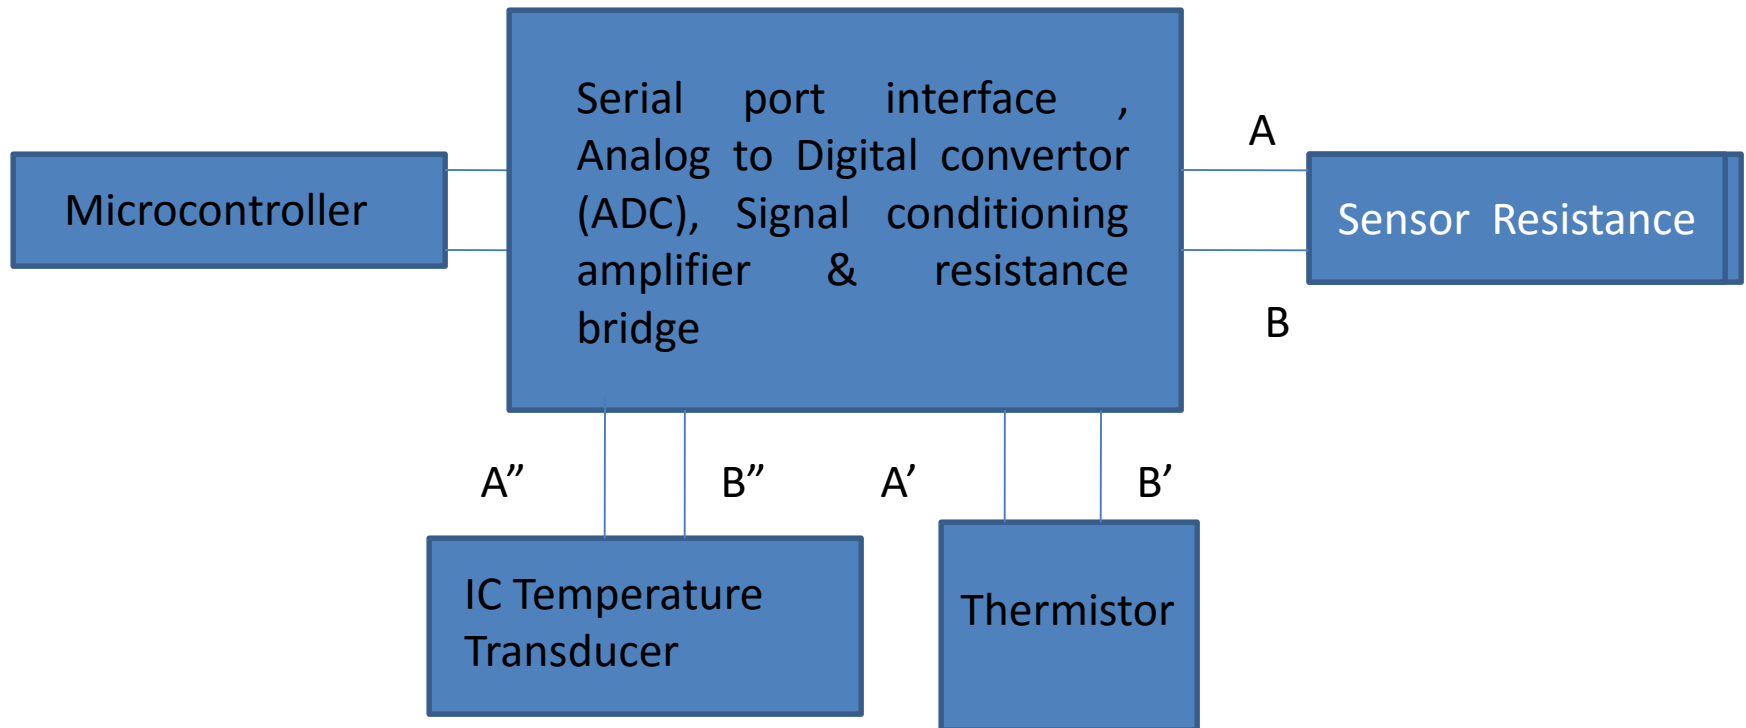 Serial port interface ,
Analog to Digital convertor
(ADC), Signal conditioning
amplifier & resistance
bridge
Microcontroller
A
Sensor Resistance
B
A”
B”
A’
B’
IC Temperature
Transducer
Thermistor